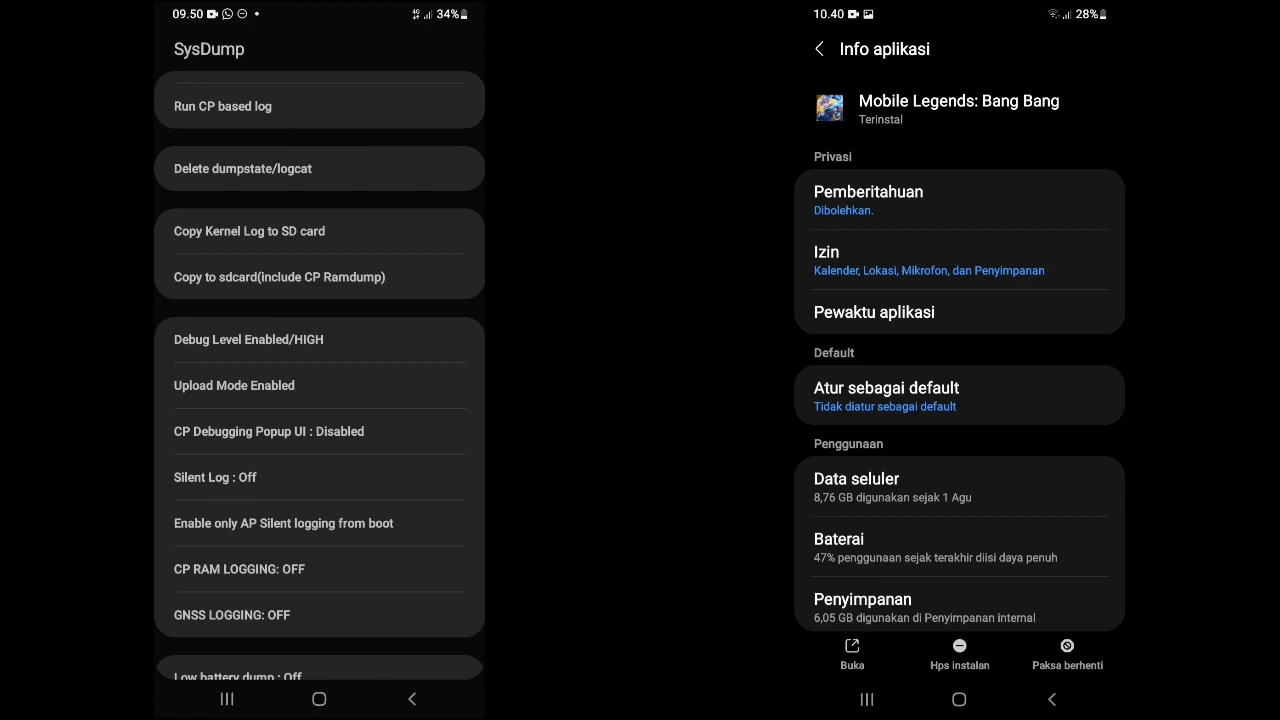 09.50
34%
SysDump
Run CP based log
Delete dumpstate/logcat
Copy Kernel Log to SD card
Copy to sdcard(include CP Ramdump)
Debug Level Enabled/HIGH
Upload Mode Enabled
CP Debugging Popup UI : Disabled
Silent Log : Off
Enable only AP Silent logging from boot
CP RAM LOGGING: OFF
GNSS LOGGING: OFF
Low battery dump : Off
10.40
28%
Info aplikasi
Mobile Legends: Bang Bang
Terinstal
Privasi
Pemberitahuan
Dibolehkan.
Izin
Kalender, Lokasi, Mikrofon, dan Penyimpanan
Pewaktu aplikasi
Default
Atur sebagai default
Tidak diatur sebagai default
Penggunaan
Data seluler
8,76 GB digunakan sejak 1 Agu
Baterai
47% penggunaan sejak terakhir diisi daya penuh
Penyimpanan
6,05 GB digunakan di Penyimpanan internal
Buka
Hps instalan
Paksa berhenti